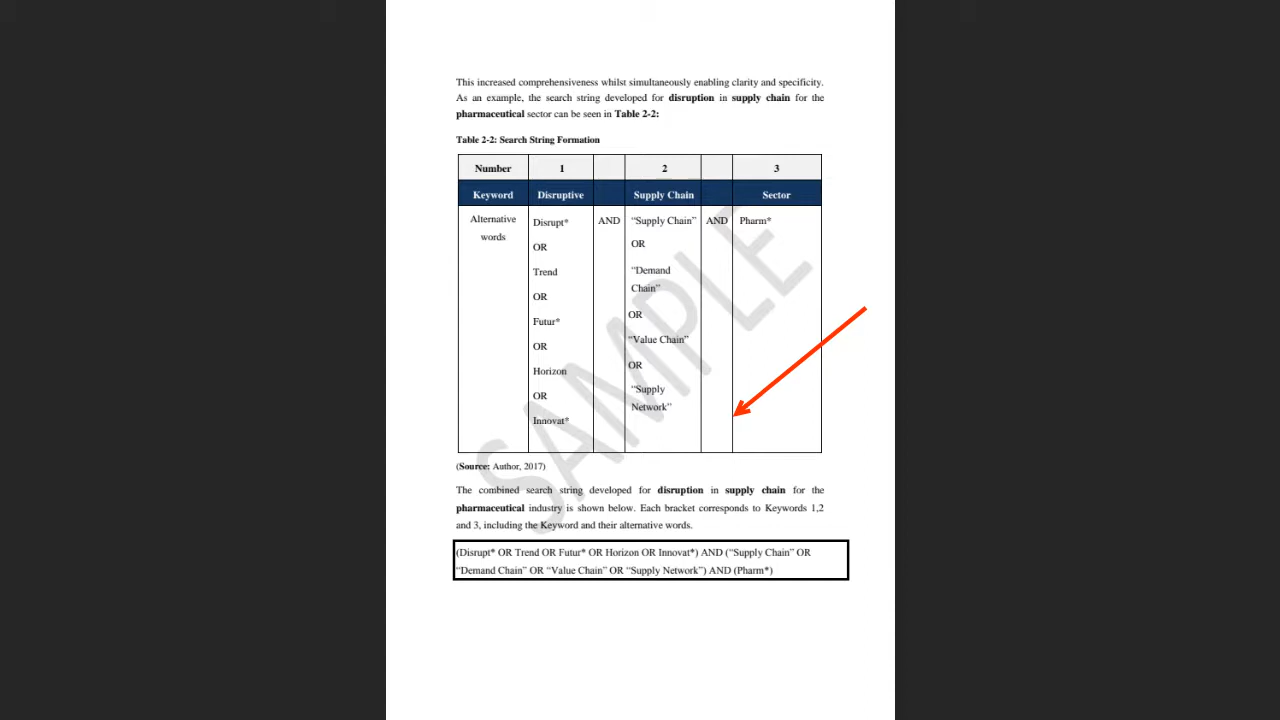 This increased comprehensiveness whilst simultaneously enabling clarity and specificity.
As an example, the search string developed for disruption in supply chain for the
pharmaceutical sector can be seen in Table 2-2:
Table 2-2: Search String Formation
Number 1 2 3
Keyword Disruptive Supply Chain Sector
Alternative
words
Disrupt*
OR
Trend
OR
Futur*
OR
Horizon
OR
Innovat*
AND
“Supply Chain”
OR
“Demand
Chain”
OR
“Value Chain”
OR
“Supply
Network”
AND
Pharm*
SAMPLE
(Source: Author, 2017)
The combined search string developed for disruption in supply chain for the
pharmaceutical industry is shown below. Each bracket corresponds to Keywords 1,2
and 3, including the Keyword and their alternative words.
(Disrupt* OR Trend OR Futur* OR Horizon OR Innovat*) AND (“Supply Chain” OR
“Demand Chain” OR “Value Chain” OR “Supply Network”) AND (Pharm*)